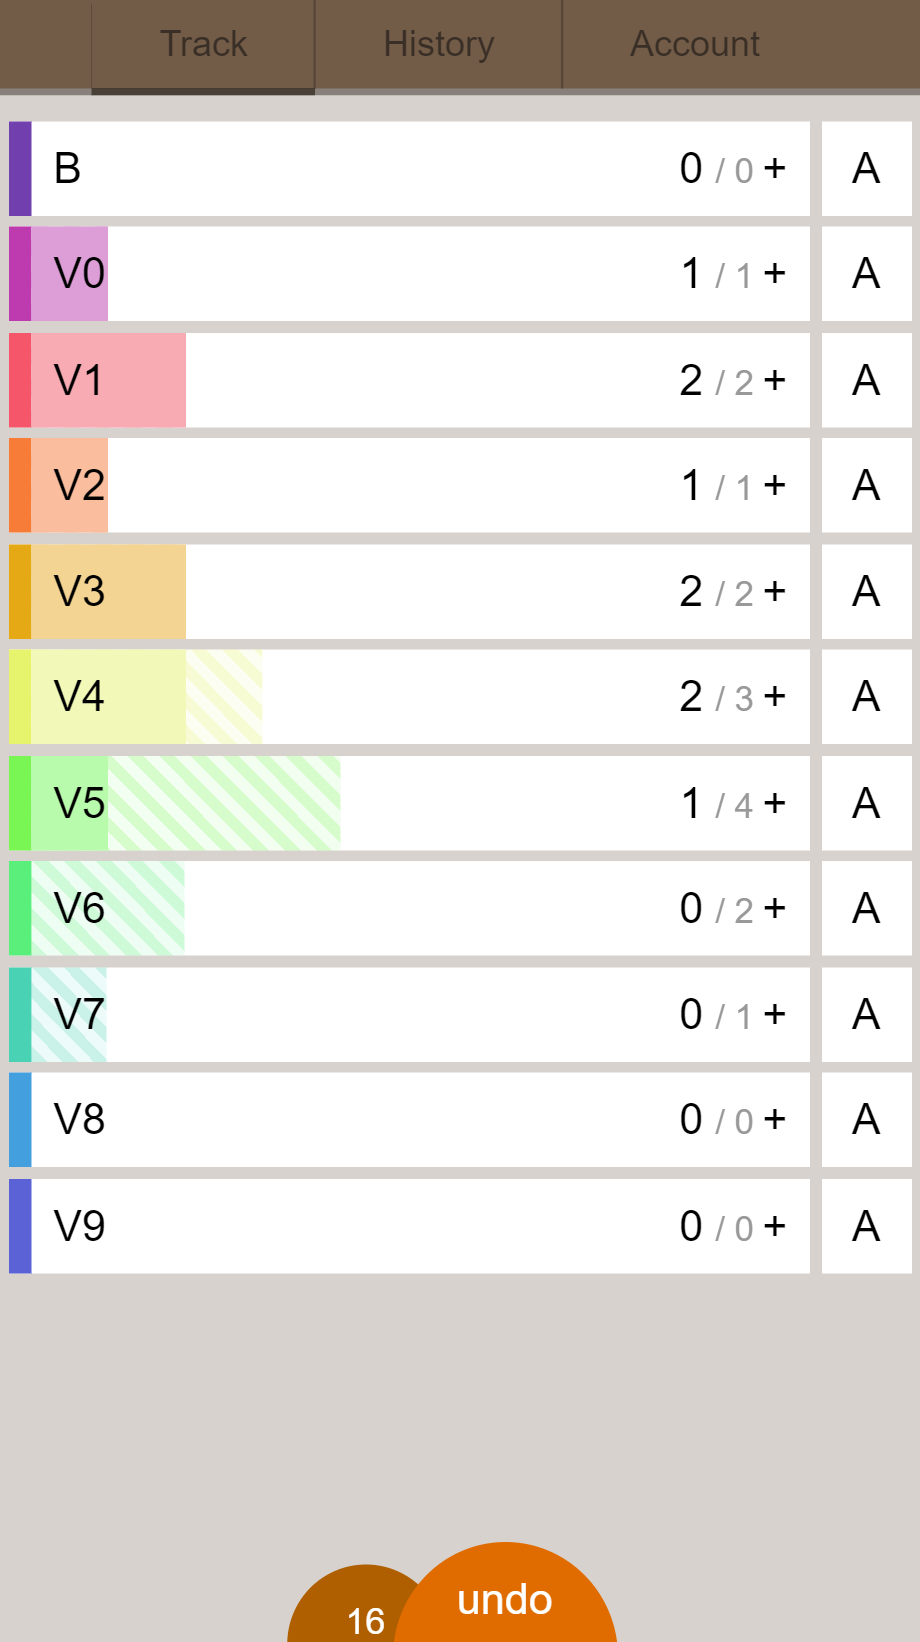 Track History Account
B 0 / 0 + A
V0 1 / 1 + A
V1 2 / 2 + A
V2 1 / 1 + A
V3 2 / 2 + A
V4 2 / 3 + A
V5 1 / 4 + A
V6 0 / 2 + A
V7 0 / 1 + A
V8 0 / 0 + A
V9 0 / 0 + A
undo
16